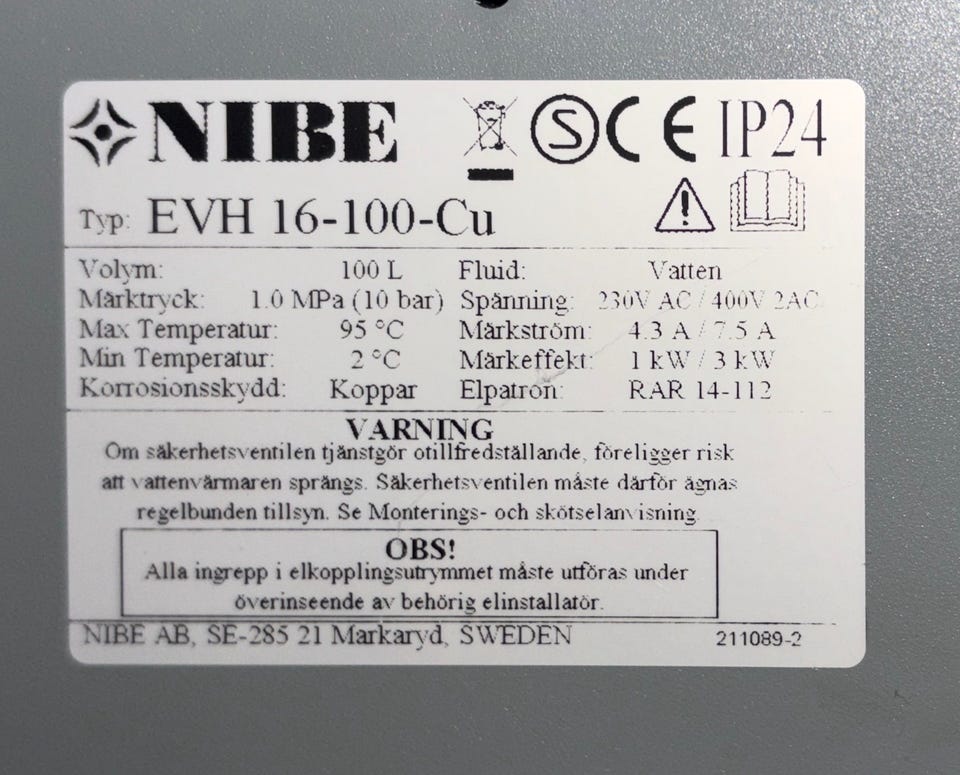 NIBE S CE IP24
Typ: EVH 16-100-Cu
Volym: 100 L Fluid: Vatten
Märktryck: 1.0 MPa (10 bar) Spänning: 230V AC / 400V 2AC
Max Temperatur: 95 °C Märkström: 4.3 A / 7.5 A
Min Temperatur: 2 °C Märkeffekt: 1 kW / 3 kW
Korrosionsskydd: Koppar Elpatron: RAR 14-112
VARNING
Om säkerhetsventilen tjänstgör otillfredställande, föreligger risk
att vattenvärmaren sprängs. Säkerhetsventilen måste därför ägnas
regelbunden tillsyn. Se Monterings- och skötselanvisning
OBS!
Alla ingrepp i elkopplingsutrymmet måste utföras under
överinseende av behörig elinstallatör.
NIBE AB, SE-285 21 Markaryd, SWEDEN 211089-2